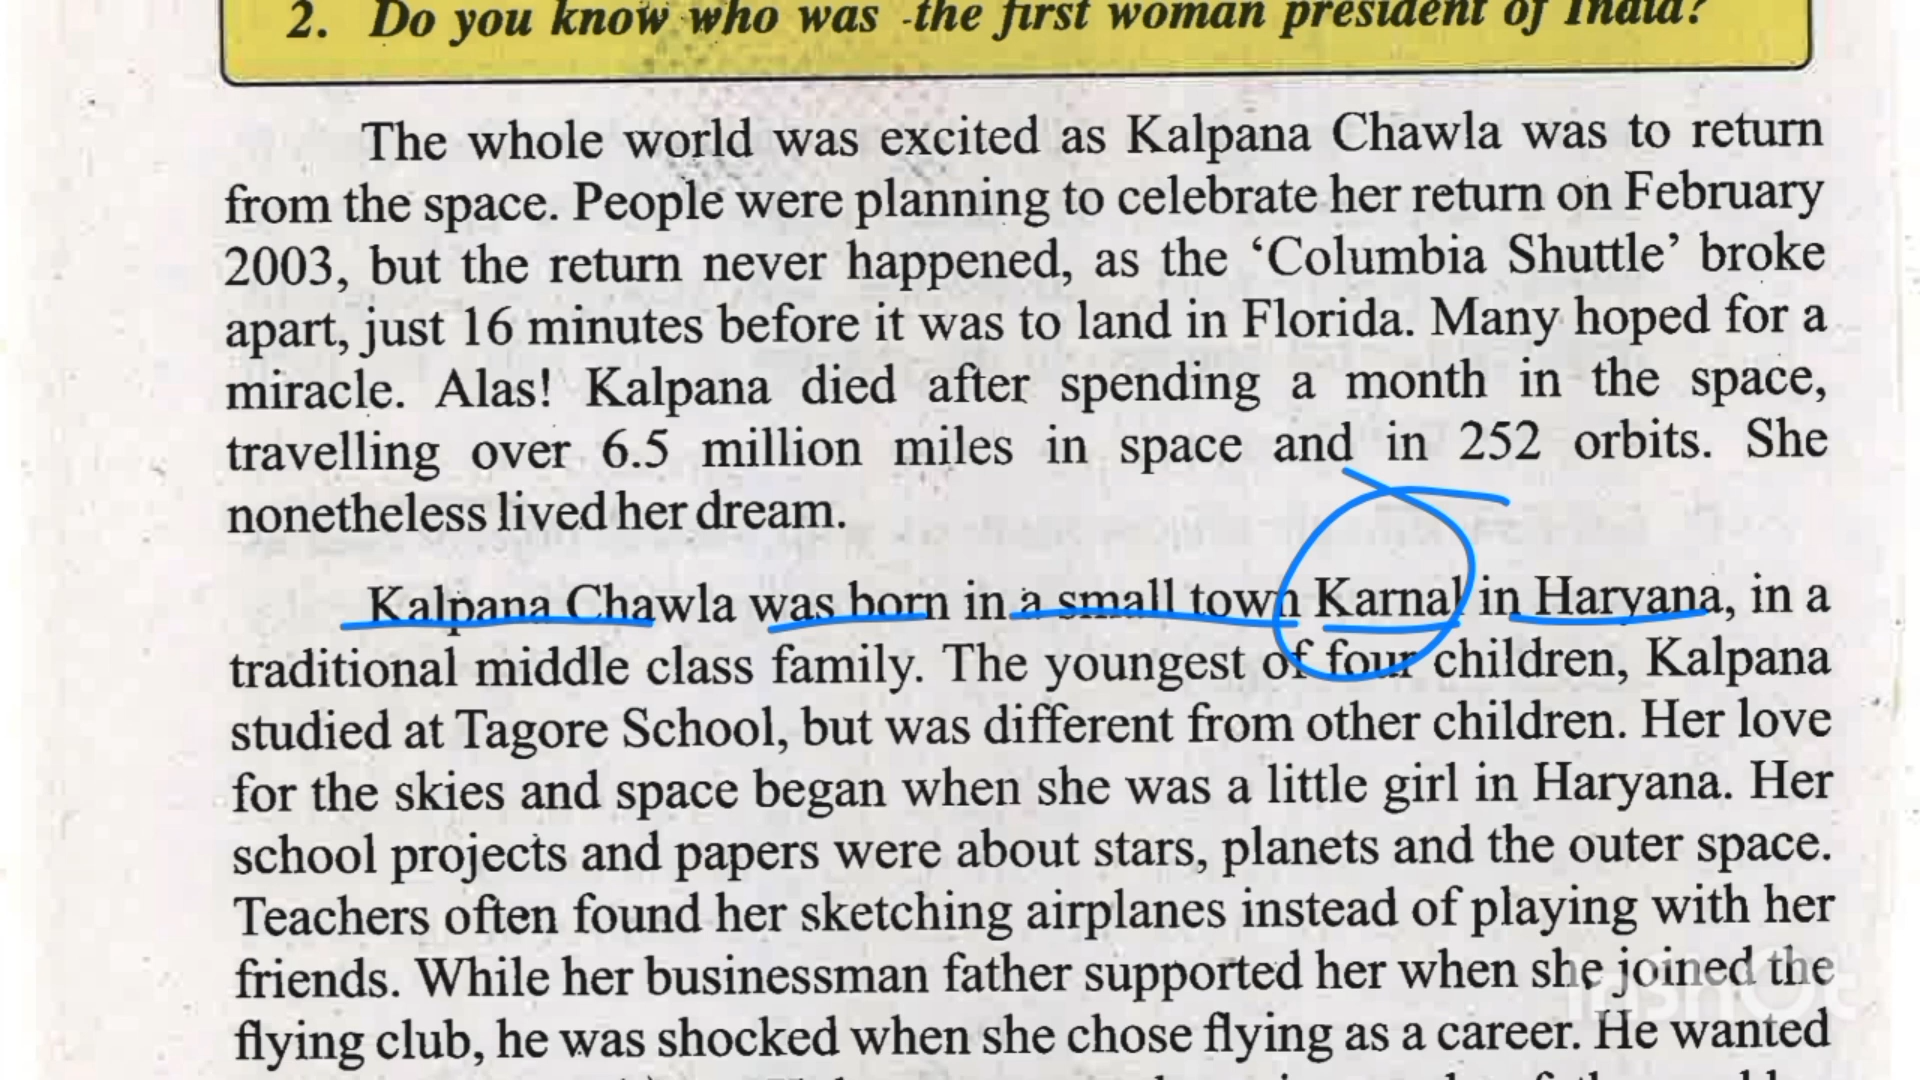 2. Do you know who was -the first woman president of India?
The whole world was excited as Kalpana Chawla was to return
from the space. People were planning to celebrate her return on February
2003, but the return never happened, as the ‘Columbia Shuttle’ broke
apart, just 16 minutes before it was to land in Florida. Many hoped for a
miracle. Alas! Kalpana died after spending a month in the space,
travelling over 6.5 million miles in space and in 252 orbits. She
nonetheless lived her dream.
Kalpana Chawla was born in a small town Karnal in Haryana, in a
traditional middle class family. The youngest of four children, Kalpana
studied at Tagore School, but was different from other children. Her love
for the skies and space began when she was a little girl in Haryana. Her
school projects and papers were about stars, planets and the outer space.
Teachers often found her sketching airplanes instead of playing with her
friends. While her businessman father supported her when she joined the
flying club, he was shocked when she chose flying as a career. He wanted
InShOt